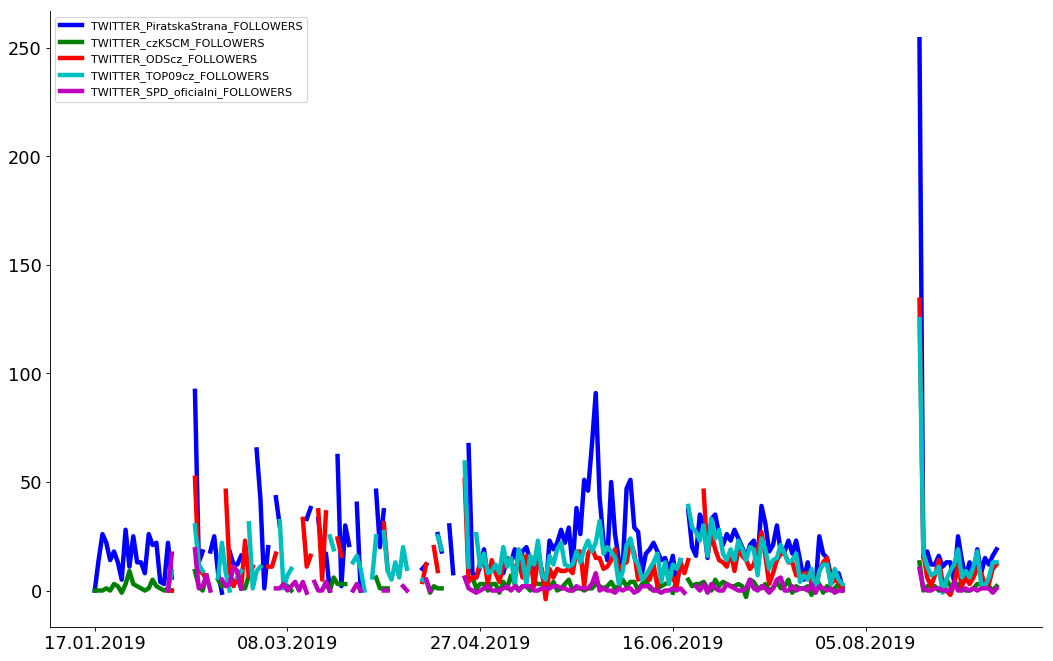 TWITTER_PiratskaStrana_FOLLOWERS
TWITTER_czKSCM_FOLLOWERS
TWITTER_ODScz_FOLLOWERS
TWITTER_TOP09cz_FOLLOWERS
TWITTER_SPD_oficialni_FOLLOWERS
250
200
150
100
50
0
17.01.2019 08.03.2019 27.04.2019 16.06.2019 05.08.2019